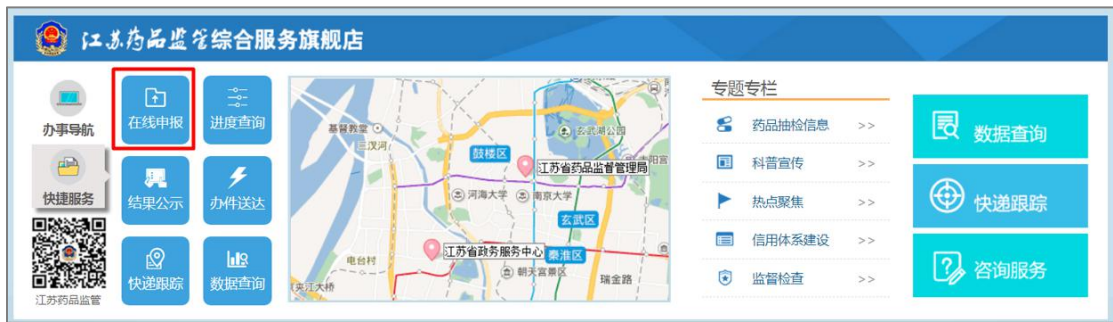 江苏药品监管综合服务旗舰店
办事导航
快捷服务
江苏药品监管
在线申报
进度查询
结果公示
办件送达
快递跟踪
数据查询
基督教堂
三汊河
玄武湖公园
鼓楼区
江苏省药品监督管理局
阳宫
河海大学
南京大学
玄武区
江苏省政务服务中心
秦淮区
电台村
朝天宫景区
瑞金路
夹江大桥
专题专栏
药品抽检信息 >>
科普宣传 >>
热点聚焦 >>
信用体系建设 >>
监督检查 >>
数据查询
快递跟踪
咨询服务